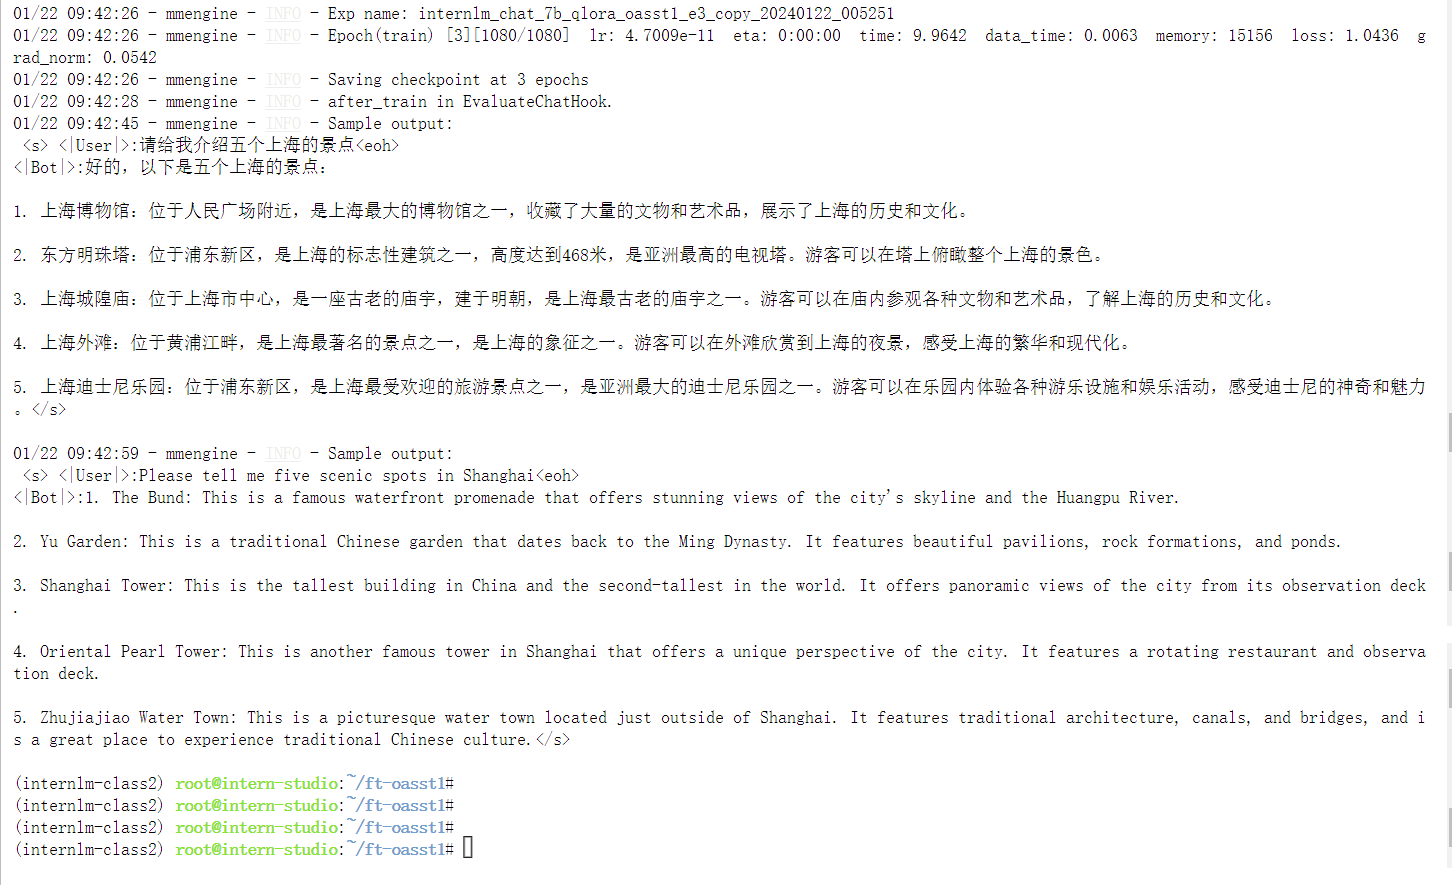 01/22 09:42:26 - mmengine - INFO - Exp name: internlm_chat_7b_qlora_oasst1_e3_copy_20240122_005251
01/22 09:42:26 - mmengine - INFO - Epoch(train) [3][1080/1080]  lr: 4.7009e-11  eta: 0:00:00  time: 9.9642  data_time: 0.0063  memory: 15156  loss: 1.0436  g
rad_norm: 0.0542
01/22 09:42:26 - mmengine - INFO - Saving checkpoint at 3 epochs
01/22 09:42:28 - mmengine - INFO - after_train in EvaluateChatHook.
01/22 09:42:45 - mmengine - INFO - Sample output:
<s> <|User|>:请给我介绍五个上海的景点<eoh>
<|Bot|>:好的，以下是五个上海的景点：
1. 上海博物馆：位于人民广场附近，是上海最大的博物馆之一，收藏了大量的文物和艺术品，展示了上海的历史和文化。
2. 东方明珠塔：位于浦东新区，是上海的标志性建筑之一，高度达到468米，是亚洲最高的电视塔。游客可以在塔上俯瞰整个上海的景色。
3. 上海城隍庙：位于上海市中心，是一座古老的庙宇，建于明朝，是上海最古老的庙宇之一。游客可以在庙内参观各种文物和艺术品，了解上海的历史和文化。
4. 上海外滩：位于黄浦江畔，是上海最著名的景点之一，是上海的象征之一。游客可以在外滩欣赏到上海的夜景，感受上海的繁华和现代化。
5. 上海迪士尼乐园：位于浦东新区，是上海最受欢迎的旅游景点之一，是亚洲最大的迪士尼乐园之一。游客可以在乐园内体验各种游乐设施和娱乐活动，感受迪士尼的神奇和魅力
。</s>
01/22 09:42:59 - mmengine - INFO - Sample output:
<s> <|User|>:Please tell me five scenic spots in Shanghai<eoh>
<|Bot|>:1. The Bund: This is a famous waterfront promenade that offers stunning views of the city's skyline and the Huangpu River.
2. Yu Garden: This is a traditional Chinese garden that dates back to the Ming Dynasty. It features beautiful pavilions, rock formations, and ponds.
3. Shanghai Tower: This is the tallest building in China and the second-tallest in the world. It offers panoramic views of the city from its observation deck
.
4. Oriental Pearl Tower: This is another famous tower in Shanghai that offers a unique perspective of the city. It features a rotating restaurant and observa
tion deck.
5. Zhujiajiao Water Town: This is a picturesque water town located just outside of Shanghai. It features traditional architecture, canals, and bridges, and i
s a great place to experience traditional Chinese culture.</s>
(internlm-class2) root@intern-studio:~/ft-oasst1#
(internlm-class2) root@intern-studio:~/ft-oasst1#
(internlm-class2) root@intern-studio:~/ft-oasst1#
(internlm-class2) root@intern-studio:~/ft-oasst1#